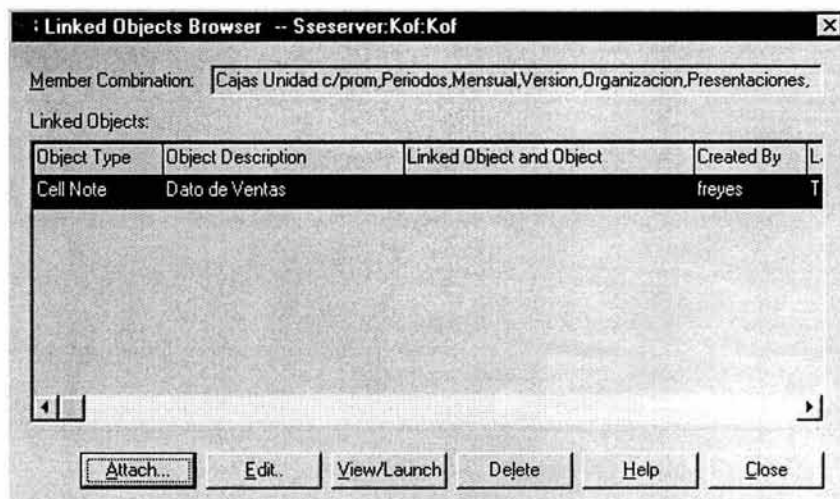 : Linked Objects Browser -- Sseserver:Kof:Kof
Member Combination: Cajas Unidad c/prom,Periodos,Mensual,Version,Organizacion,Presentaciones,
Linked Objects:
Object Type Object Description Linked Object and Object Created By L.
Cell Note Dato de Ventas freyes T
Attach... Edit.. View/Launch Delete Help Close